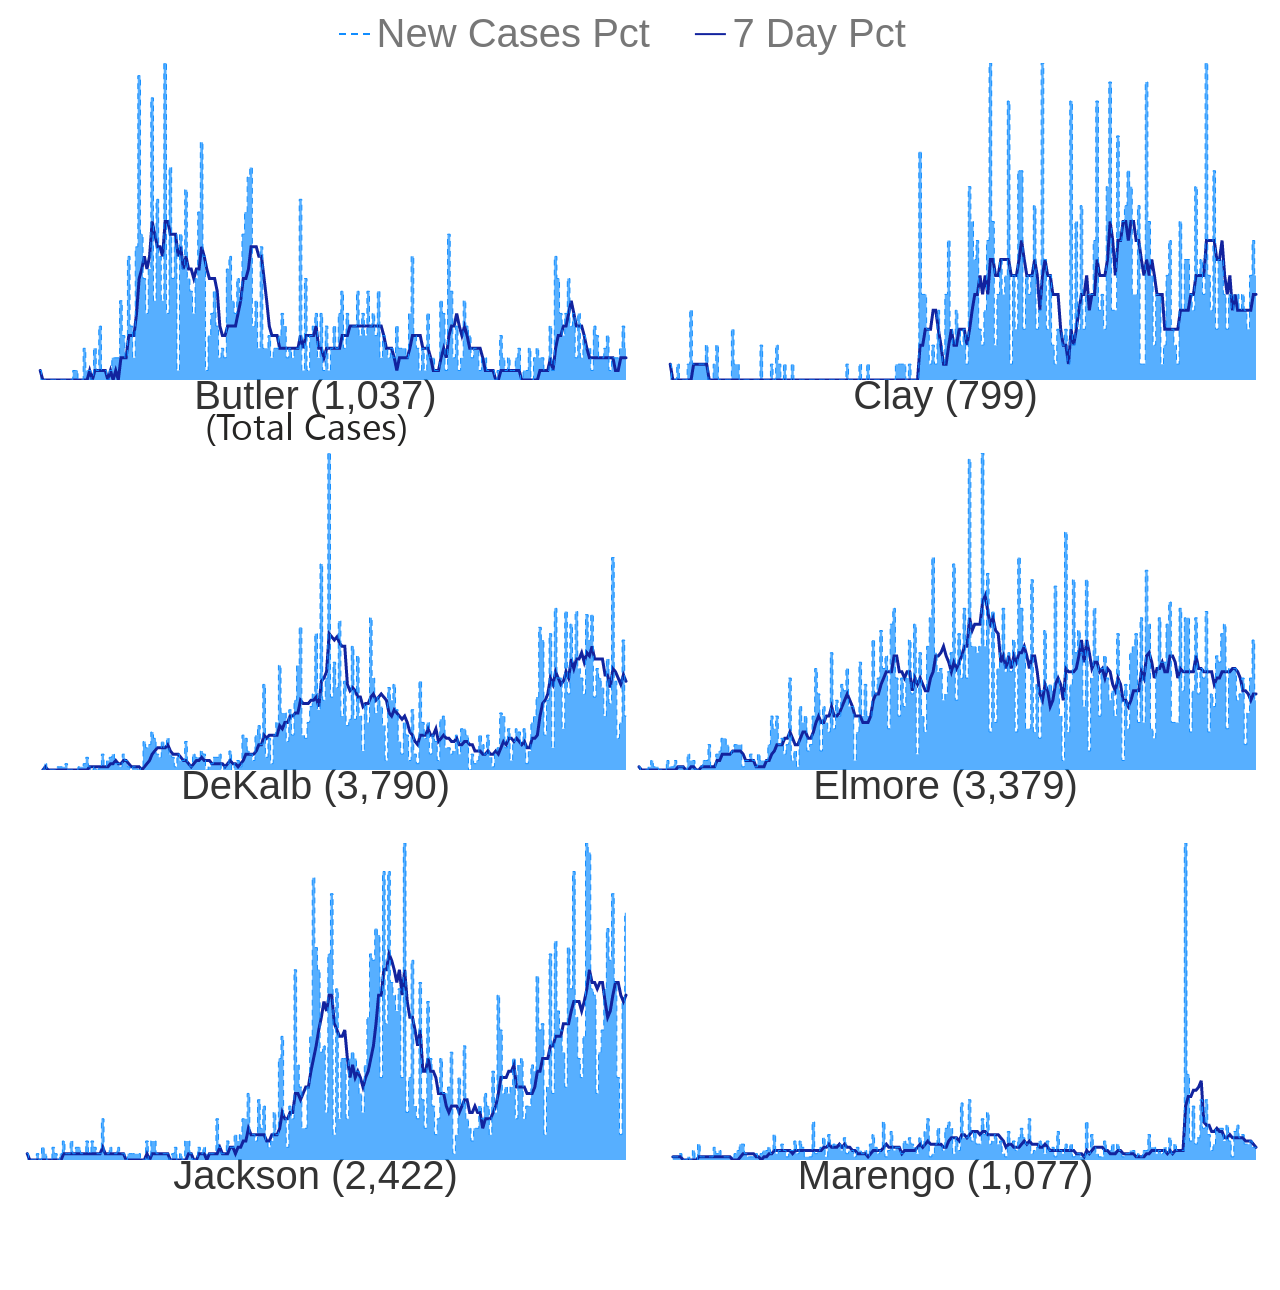 New Cases Pct 7 Day Pct
Butler (1,037) Clay (799)
(Total Cases)
DeKalb (3,790) Elmore (3,379)
Jackson (2,422) Marengo (1,077)